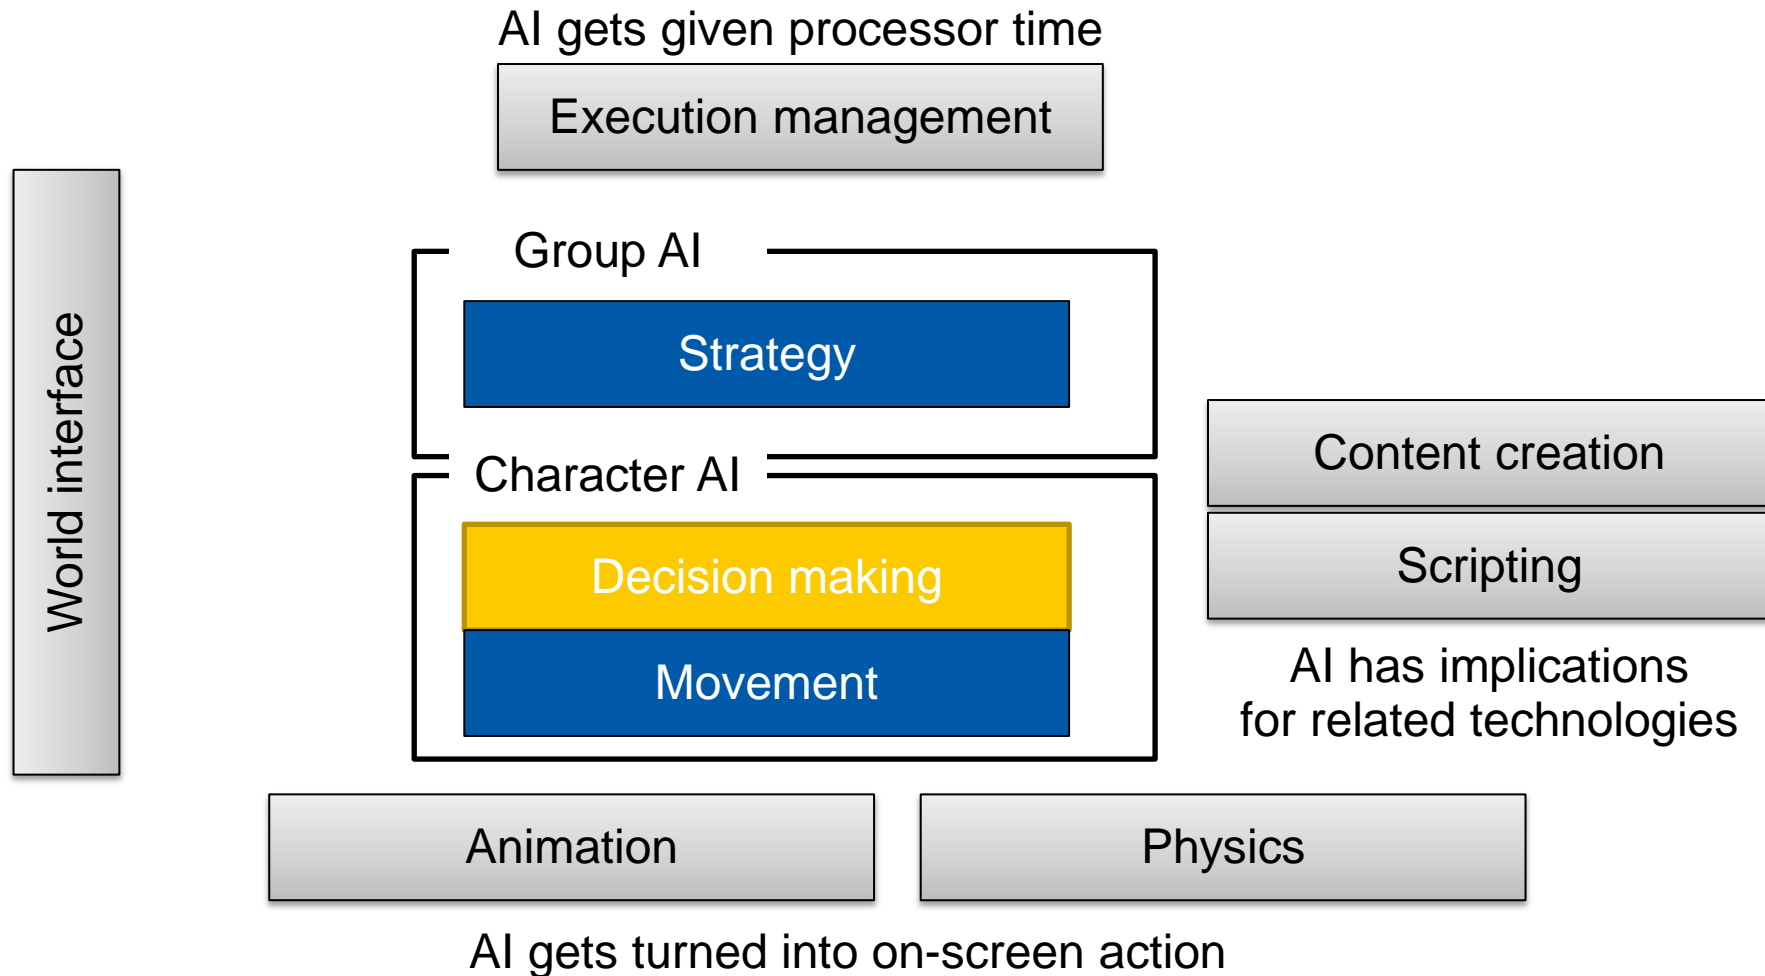 AI gets given processor time
Execution management
World interface
Group AI
Strategy
Character AI
Decision making
Movement
Content creation
Scripting
AI has implications
for related technologies
Animation
Physics
AI gets turned into on-screen action